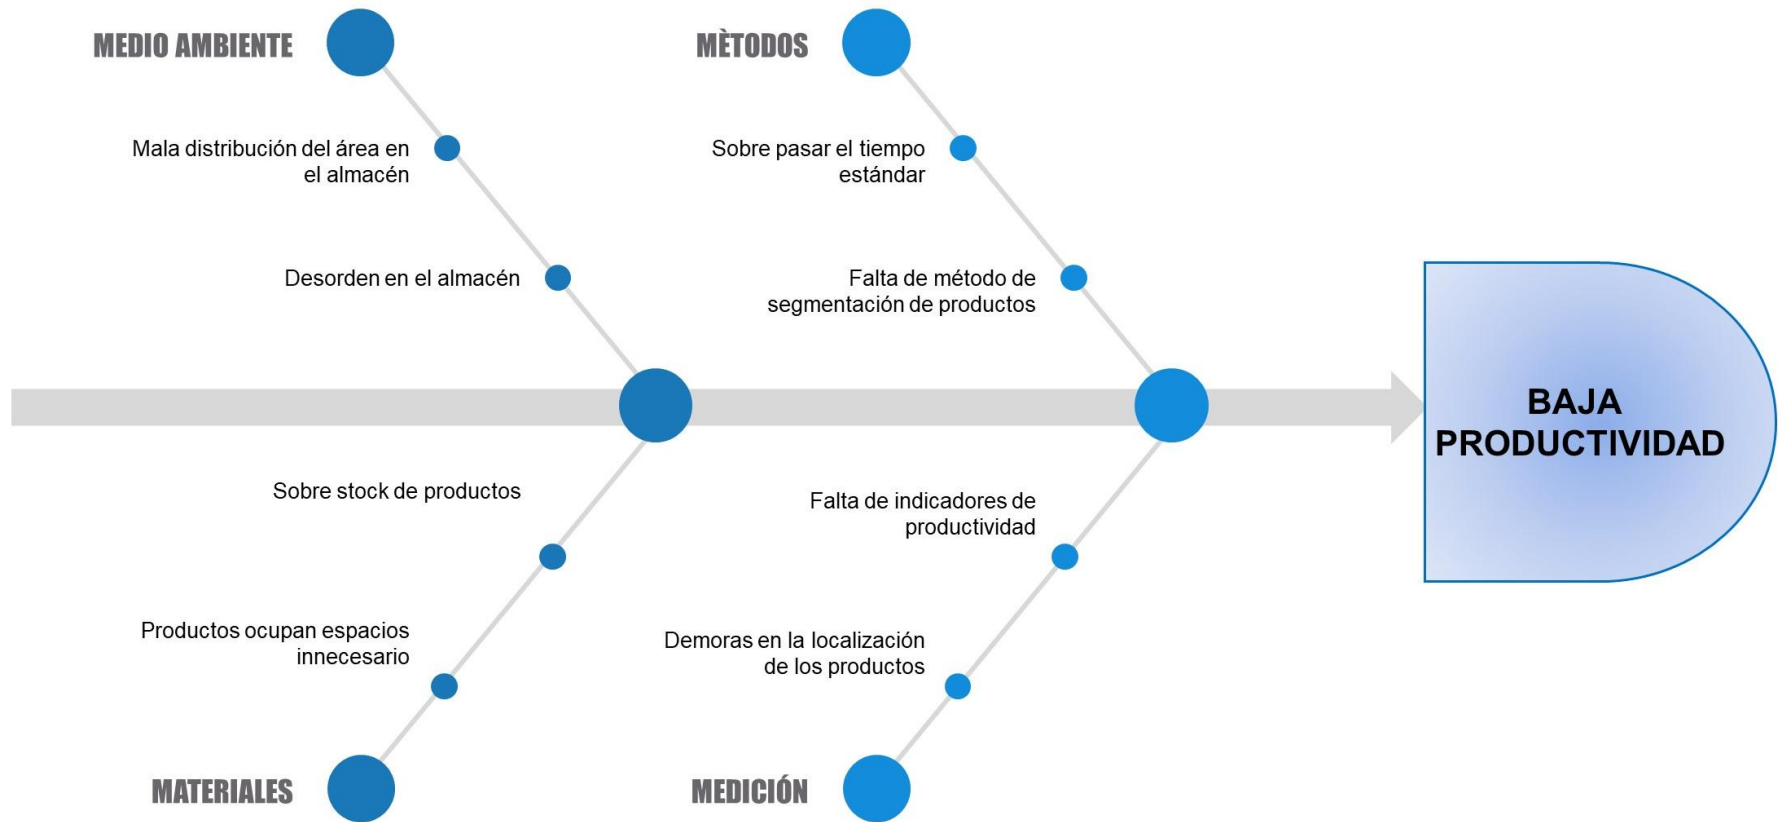 MEDIO AMBIENTE
Mala distribución del área en
el almacén
Desorden en el almacén
MÈTODOS
Sobre pasar el tiempo
estándar
Falta de método de
segmentación de productos
BAJA
PRODUCTIVIDAD
Sobre stock de productos
Productos ocupan espacios
innecesario
MATERIALES
Falta de indicadores de
productividad
Demoras en la localización
de los productos
MEDICIÓN